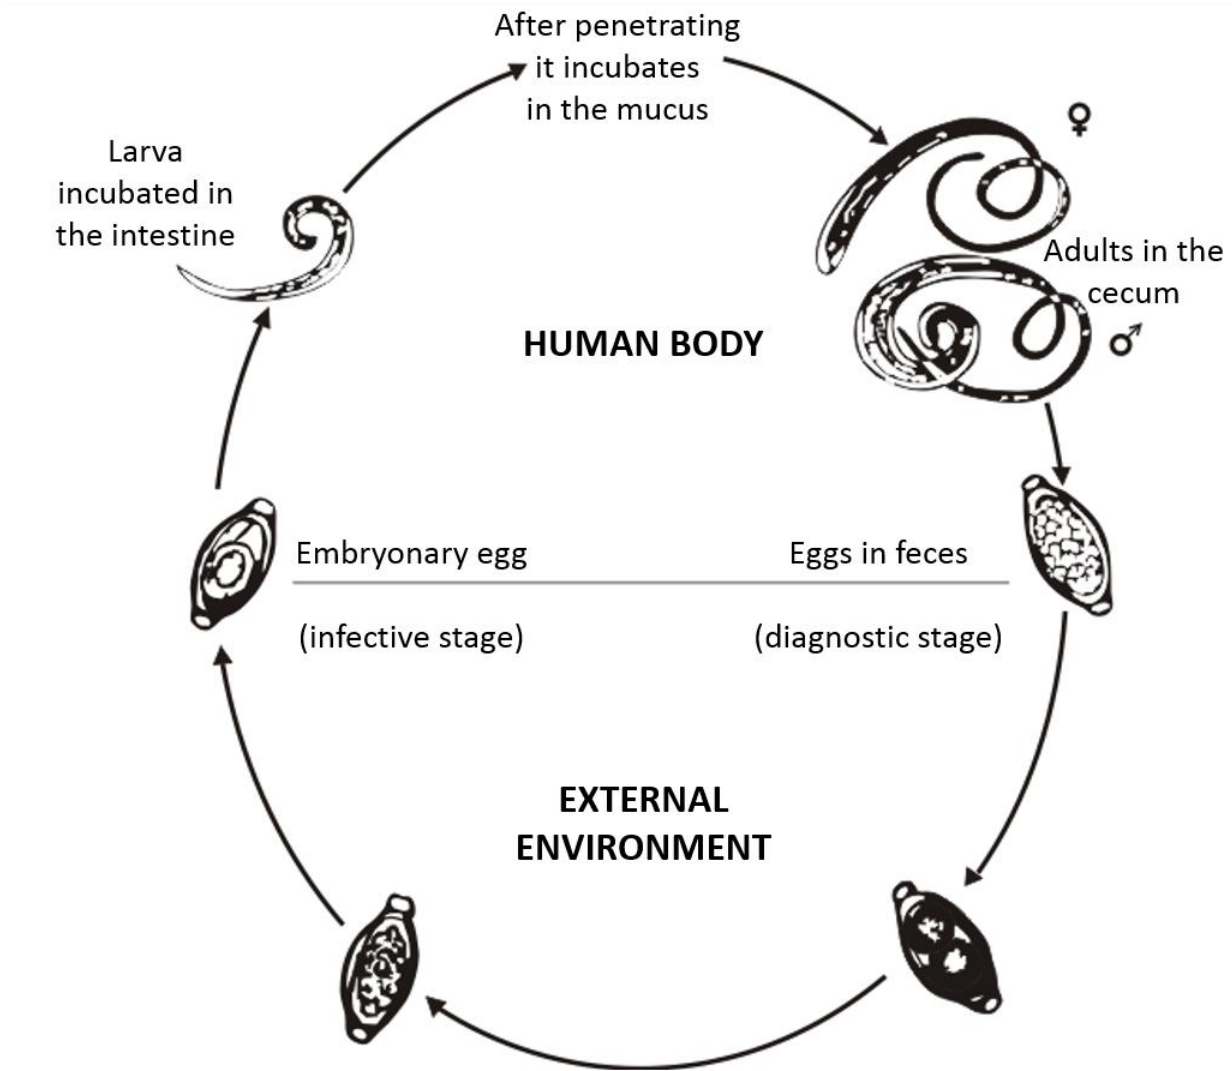 After penetrating
it incubates
in the mucus
♀
Larva
incubated in
the intestine
Adults in the
cecum
♂
HUMAN BODY
Embryonary egg
(infective stage)
Eggs in feces
(diagnostic stage)
EXTERNAL
ENVIRONMENT